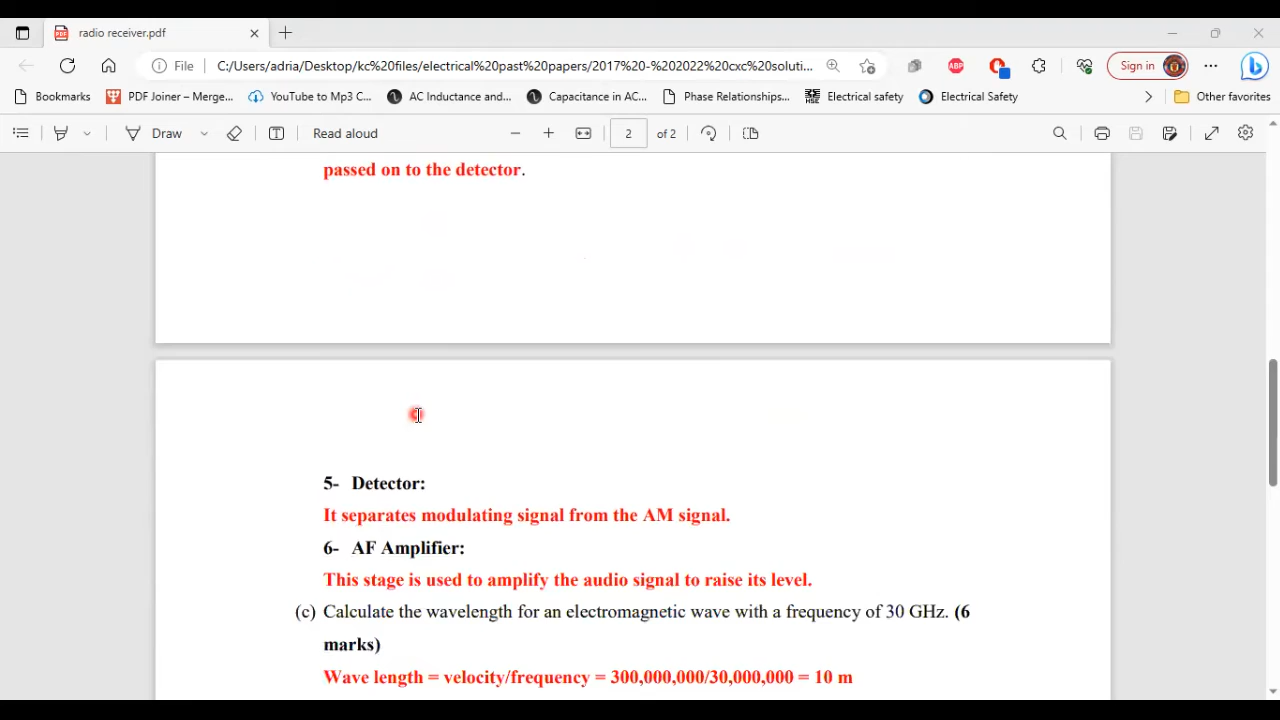 radio receiver.pdf
File
C:/Users/adria/Desktop/kc%20files/electrical%20past%20papers/2017%20-%202022%20cxc%20soluti...
Sign in
Bookmarks
PDF Joiner – Merge...
YouTube to Mp3 C...
AC Inductance and...
Capacitance in AC...
Phase Relationships...
Electrical safety
Electrical Safety
Other favorites
Draw
Read aloud
2 of 2
passed on to the detector.
5- Detector:
It separates modulating signal from the AM signal.
6- AF Amplifier:
This stage is used to amplify the audio signal to raise its level.
(c) Calculate the wavelength for an electromagnetic wave with a frequency of 30 GHz. (6
marks)
Wave length = velocity/frequency = 300,000,000/30,000,000 = 10 m